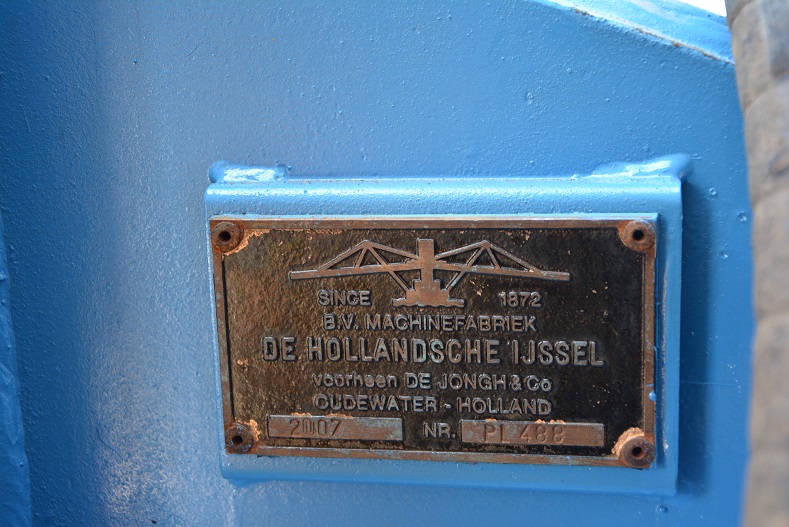 SINCE 1872
B.V. MACHINEFABRIEK
DE HOLLANDSCHE IJSSEL
voorheen DE JONGH & Co
OUDEWATER - HOLLAND
2007 NR. PL 488